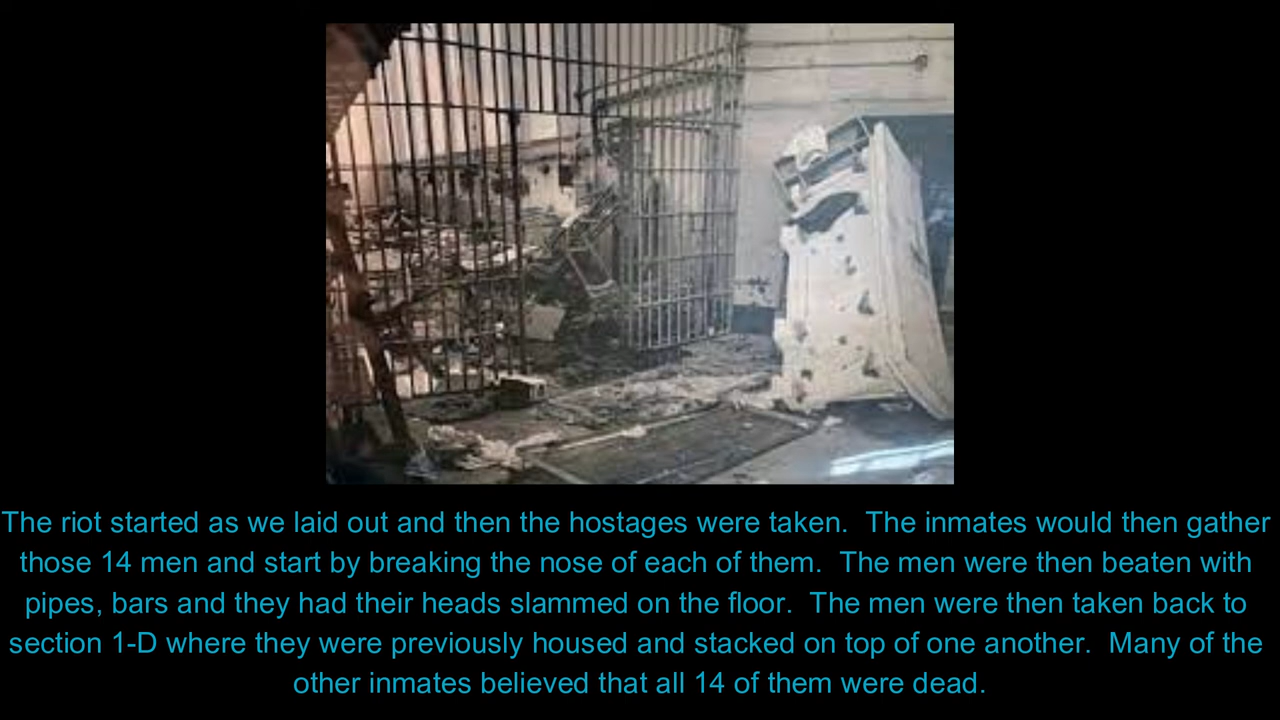 The riot started as we laid out and then the hostages were taken.  The inmates would then gather
those 14 men and start by breaking the nose of each of them.  The men were then beaten with
pipes, bars and they had their heads slammed on the floor.  The men were then taken back to
section 1-D where they were previously housed and stacked on top of one another.  Many of the
other inmates believed that all 14 of them were dead.